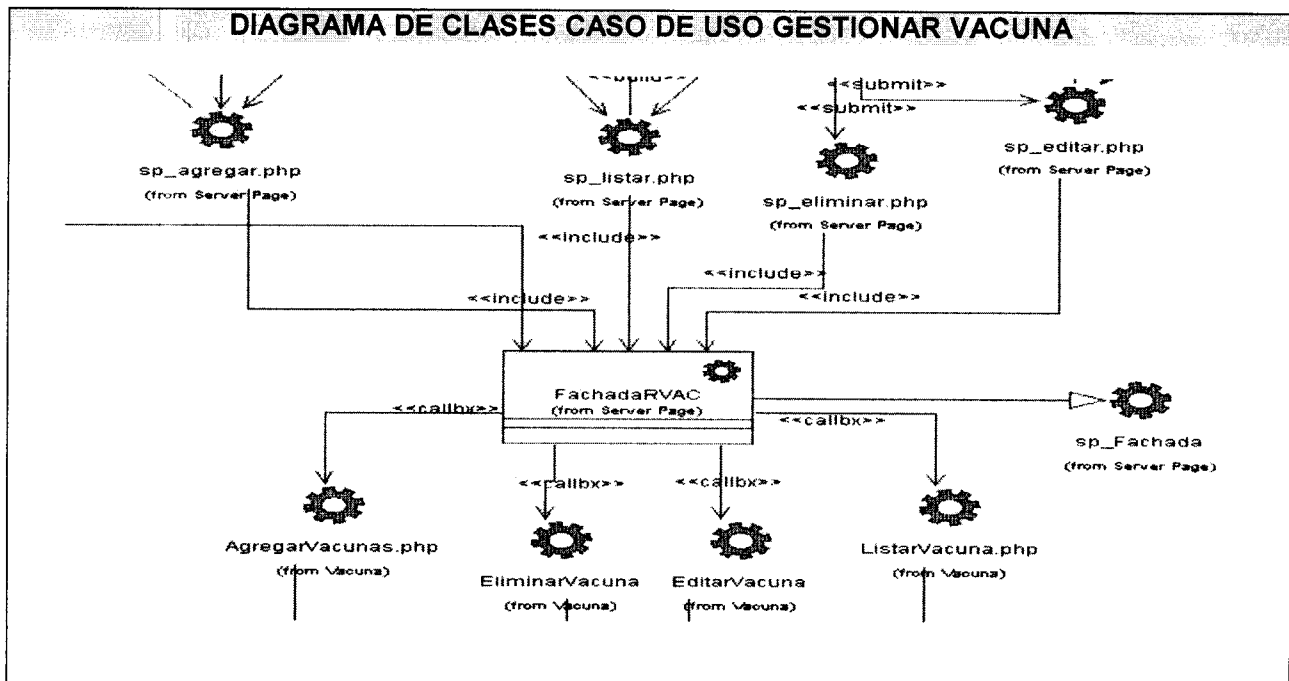 DIAGRAMA DE CLASES CASO DE USO GESTIONAR VACUNA
<<build>>
<<submit>>
<<submit>>
sp_agregar.php
(from Server Page)
sp_listar.php
(from Server Page)
sp_eliminar.php
(from Server Page)
sp_editar.php
(from Server Page)
<<include>>
<<include>>
<<include>>
<<include>>
FachadaRVAC
(from Server Page)
<<callbx>>
<<callbx>>
sp_Fachada
(from Server Page)
<<callbx>>
<<callbx>>
AgregarVacunas.php
(from Vacuna)
EliminarVacuna
(from Vacuna)
EditarVacuna
(from Vacuna)
ListarVacuna.php
(from Vacuna)